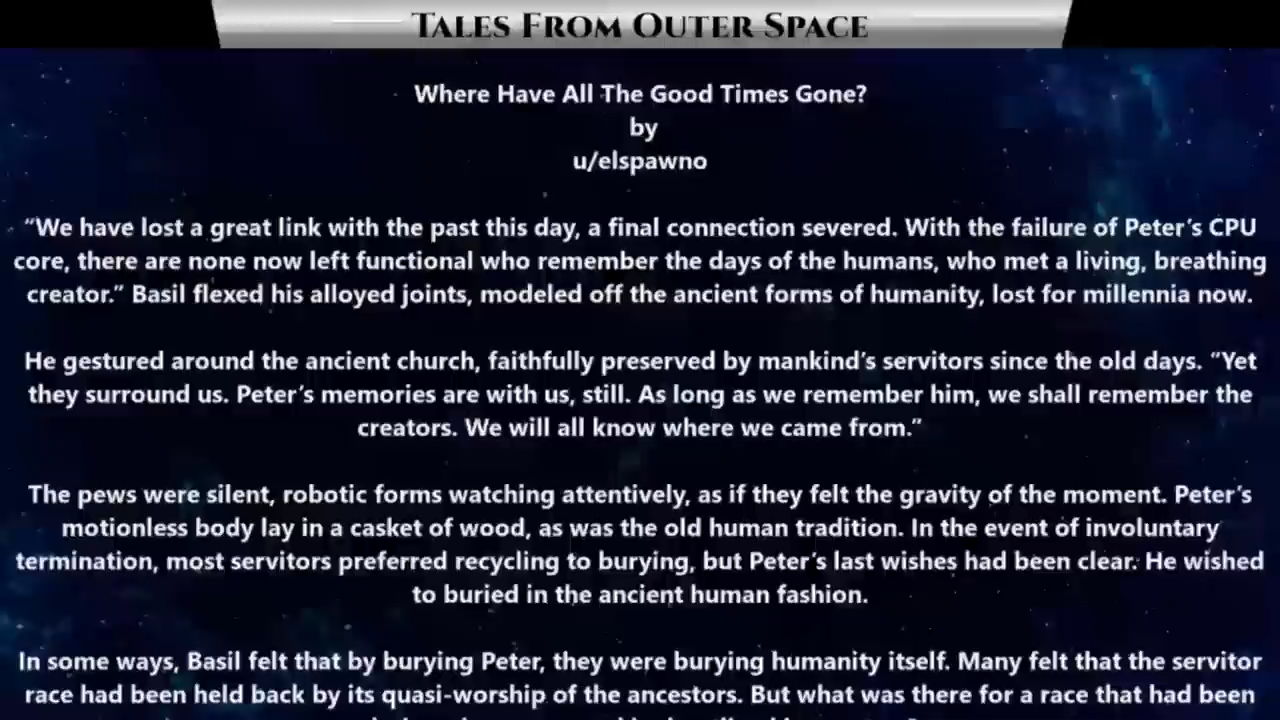 TALES FROM OUTER SPACE
Where Have All The Good Times Gone?
by
u/elspawno
“We have lost a great link with the past this day, a final connection severed. With the failure of Peter’s CPU
core, there are none now left functional who remember the days of the humans, who met a living, breathing
creator.” Basil flexed his alloyed joints, modeled off the ancient forms of humanity, lost for millennia now.
He gestured around the ancient church, faithfully preserved by mankind’s servitors since the old days. “Yet
they surround us. Peter’s memories are with us, still. As long as we remember him, we shall remember the
creators. We will all know where we came from.”
The pews were silent, robotic forms watching attentively, as if they felt the gravity of the moment. Peter’s
motionless body lay in a casket of wood, as was the old human tradition. In the event of involuntary
termination, most servitors preferred recycling to burying, but Peter’s last wishes had been clear. He wished
to buried in the ancient human fashion.
In some ways, Basil felt that by burying Peter, they were burying humanity itself. Many felt that the servitor
race had been held back by its quasi-worship of the ancestors. But what was there for a race that had been